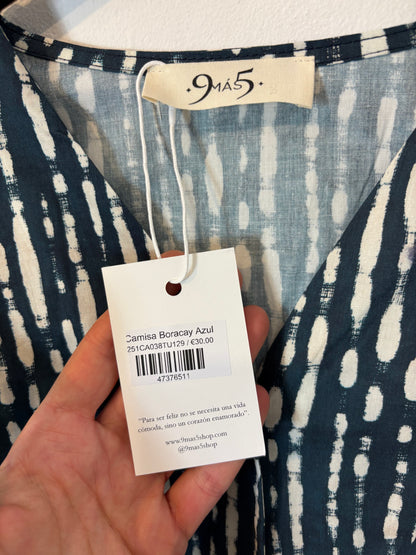 ·9MÁS5·
Camisa Boracay Azul
251CA038TU129 / €30.00
47376511
"Para ser feliz no se necesita una vida
cómoda, sino un corazón enamorado".
www.9mas5shop.com
@9mas5shop